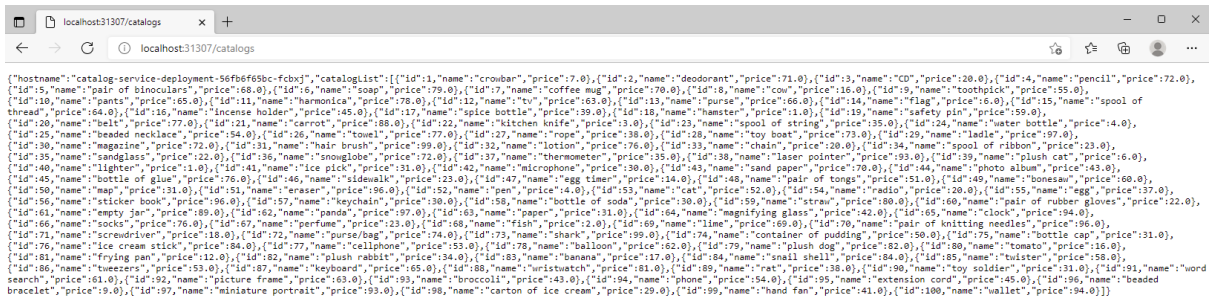 localhost:31307/catalogs
localhost:31307/catalogs
{"hostname":"catalog-service-deployment-56fb6f65bc-fcbxj","catalogList":[{"id":1,"name":"crowbar","price":7.0},{"id":2,"name":"deodorant","price":71.0},{"id":3,"name":"CD","price":20.0},{"id":4,"name":"pencil","price":72.0},
{"id":5,"name":"pair of binoculars","price":68.0},{"id":6,"name":"soap","price":79.0},{"id":7,"name":"coffee mug","price":70.0},{"id":8,"name":"cow","price":16.0},{"id":9,"name":"toothpick","price":55.0},
{"id":10,"name":"pants","price":65.0},{"id":11,"name":"harmonica","price":78.0},{"id":12,"name":"tv","price":63.0},{"id":13,"name":"purse","price":66.0},{"id":14,"name":"flag","price":6.0},{"id":15,"name":"spool of
thread","price":64.0},{"id":16,"name":"incense holder","price":45.0},{"id":17,"name":"spice bottle","price":39.0},{"id":18,"name":"hamster","price":1.0},{"id":19,"name":"safety pin","price":59.0},
{"id":20,"name":"belt","price":77.0},{"id":21,"name":"carrot","price":88.0},{"id":22,"name":"kitchen knife","price":3.0},{"id":23,"name":"spool of string","price":35.0},{"id":24,"name":"water bottle","price":4.0},
{"id":25,"name":"beaded necklace","price":54.0},{"id":26,"name":"towel","price":77.0},{"id":27,"name":"rope","price":38.0},{"id":28,"name":"toy boat","price":73.0},{"id":29,"name":"ladle","price":97.0},
{"id":30,"name":"magazine","price":72.0},{"id":31,"name":"hair brush","price":99.0},{"id":32,"name":"lotion","price":76.0},{"id":33,"name":"chain","price":20.0},{"id":34,"name":"spool of ribbon","price":23.0},
{"id":35,"name":"sandglass","price":22.0},{"id":36,"name":"snowglobe","price":72.0},{"id":37,"name":"thermometer","price":35.0},{"id":38,"name":"laser pointer","price":93.0},{"id":39,"name":"plush cat","price":6.0},
{"id":40,"name":"lighter","price":1.0},{"id":41,"name":"ice pick","price":31.0},{"id":42,"name":"microphone","price":30.0},{"id":43,"name":"sand paper","price":70.0},{"id":44,"name":"photo album","price":43.0},
{"id":45,"name":"bottle of glue","price":76.0},{"id":46,"name":"sidewalk","price":23.0},{"id":47,"name":"egg timer","price":14.0},{"id":48,"name":"pair of tongs","price":51.0},{"id":49,"name":"bonesaw","price":60.0},
{"id":50,"name":"map","price":31.0},{"id":51,"name":"eraser","price":96.0},{"id":52,"name":"pen","price":4.0},{"id":53,"name":"cat","price":52.0},{"id":54,"name":"radio","price":20.0},{"id":55,"name":"egg","price":37.0},
{"id":56,"name":"sticker book","price":96.0},{"id":57,"name":"keychain","price":30.0},{"id":58,"name":"bottle of soda","price":30.0},{"id":59,"name":"straw","price":80.0},{"id":60,"name":"pair of rubber gloves","price":22.0},
{"id":61,"name":"empty jar","price":89.0},{"id":62,"name":"panda","price":97.0},{"id":63,"name":"paper","price":31.0},{"id":64,"name":"magnifying glass","price":42.0},{"id":65,"name":"clock","price":94.0},
{"id":66,"name":"socks","price":76.0},{"id":67,"name":"perfume","price":23.0},{"id":68,"name":"fish","price":2.0},{"id":69,"name":"lime","price":69.0},{"id":70,"name":"pair of knitting needles","price":96.0},
{"id":71,"name":"screwdriver","price":18.0},{"id":72,"name":"purse/bag","price":74.0},{"id":73,"name":"shark","price":99.0},{"id":74,"name":"container of pudding","price":50.0},{"id":75,"name":"bottle cap","price":31.0},
{"id":76,"name":"ice cream stick","price":84.0},{"id":77,"name":"cellphone","price":53.0},{"id":78,"name":"balloon","price":62.0},{"id":79,"name":"plush dog","price":82.0},{"id":80,"name":"tomato","price":16.0},
{"id":81,"name":"frying pan","price":12.0},{"id":82,"name":"plush rabbit","price":34.0},{"id":83,"name":"banana","price":17.0},{"id":84,"name":"snail shell","price":84.0},{"id":85,"name":"twister","price":58.0},
{"id":86,"name":"tweezers","price":53.0},{"id":87,"name":"keyboard","price":65.0},{"id":88,"name":"wristwatch","price":81.0},{"id":89,"name":"rat","price":38.0},{"id":90,"name":"toy soldier","price":31.0},{"id":91,"name":"word
search","price":61.0},{"id":92,"name":"picture frame","price":63.0},{"id":93,"name":"broccoli","price":43.0},{"id":94,"name":"phone","price":54.0},{"id":95,"name":"extension cord","price":45.0},{"id":96,"name":"beaded
bracelet","price":9.0},{"id":97,"name":"miniature portrait","price":93.0},{"id":98,"name":"carton of ice cream","price":29.0},{"id":99,"name":"hand fan","price":41.0},{"id":100,"name":"wallet","price":94.0}]}